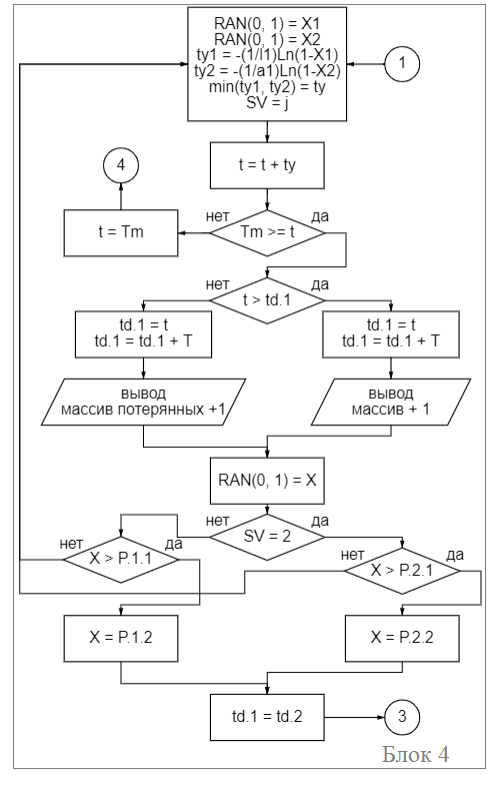 RAN(0, 1) = X1
RAN(0, 1) = X2
ty1 = -(1/l1)Ln(1-X1)
ty2 = -(1/a1)Ln(1-X2)
min(ty1, ty2) = ty
SV = j
1
t = t + ty
4
нет
да
t = Tm
Tm >= t
нет
да
t > td.1
td.1 = t
td.1 = td.1 + T
td.1 = t
td.1 = td.1 + T
вывод
массив потерянных +1
вывод
массив + 1
RAN(0, 1) = X
нет
да
SV = 2
нет
да
X > P.1.1
нет
да
X > P.2.1
X = P.1.2
X = P.2.2
td.1 = td.2
3
Блок 4